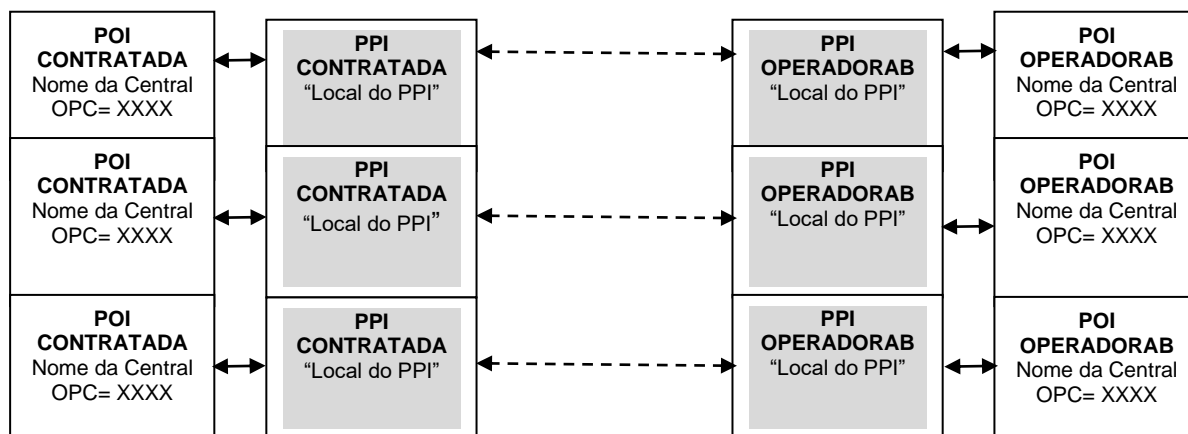 POI
CONTRATADA
Nome da Central
OPC= XXXX
PPI
CONTRATADA
“Local do PPI”
PPI
OPERADORAB
“Local do PPI”
POI
OPERADORAB
Nome da Central
OPC= XXXX
POI
CONTRATADA
Nome da Central
OPC= XXXX
PPI
CONTRATADA
“Local do PPI”
PPI
OPERADORAB
“Local do PPI”
POI
OPERADORAB
Nome da Central
OPC= XXXX
POI
CONTRATADA
Nome da Central
OPC= XXXX
PPI
CONTRATADA
“Local do PPI”
PPI
OPERADORAB
“Local do PPI”
POI
OPERADORAB
Nome da Central
OPC= XXXX